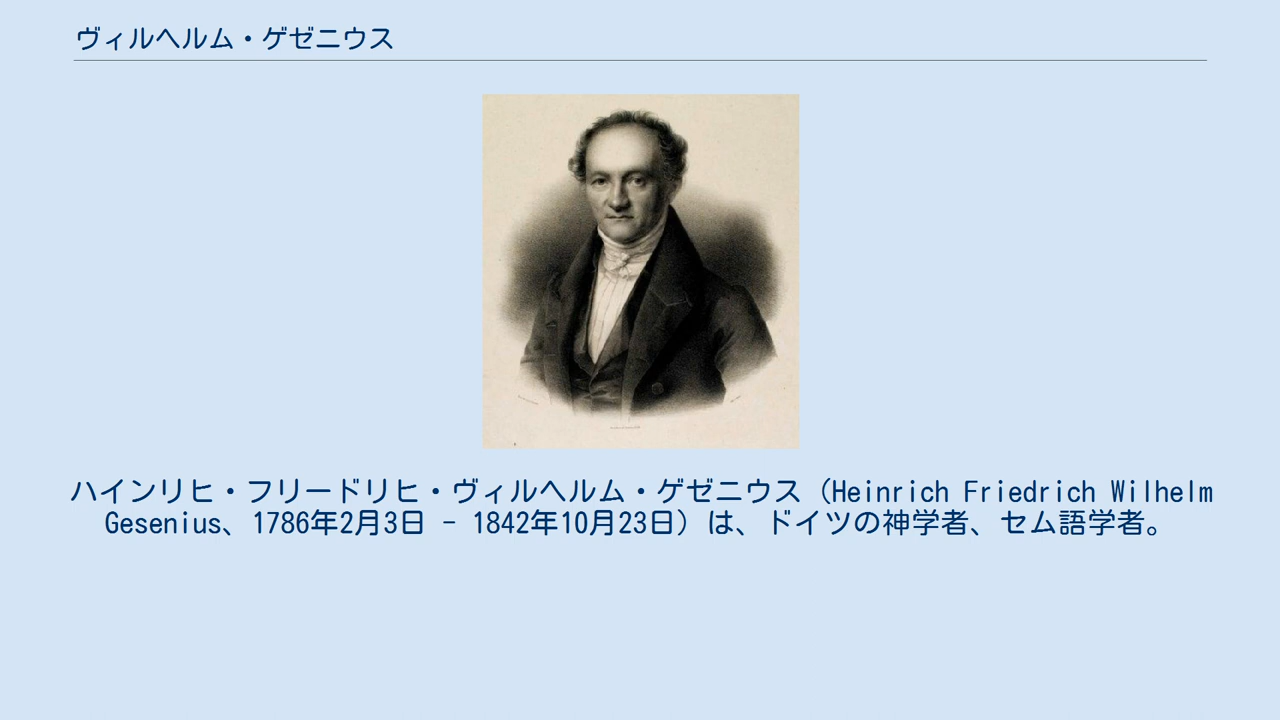 ヴィルヘルム・ゲゼニウス
ハインリヒ・フリードリヒ・ヴィルヘルム・ゲゼニウス（Heinrich Friedrich Wilhelm
Gesenius、1786年2月3日 - 1842年10月23日）は、ドイツの神学者、セム語学者。